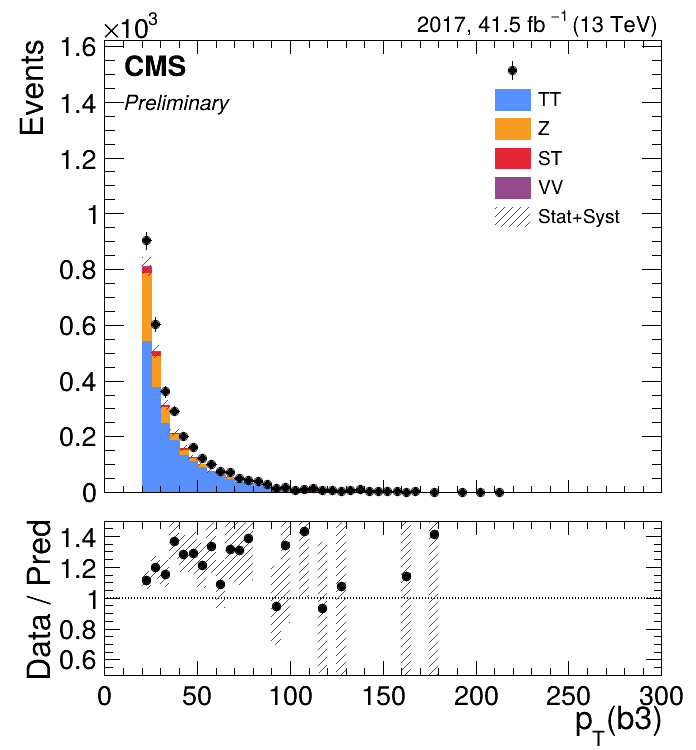 ×10³
2017, 41.5 fb⁻¹ (13 TeV)
Events
CMS
Preliminary
TT
Z
ST
VV
Stat+Syst
1.6
1.4
1.2
1
0.8
0.6
0.4
0.2
0
Data / Pred
1.4
1.2
1
0.8
0.6
0 50 100 150 200 250 300
p_T(b3)